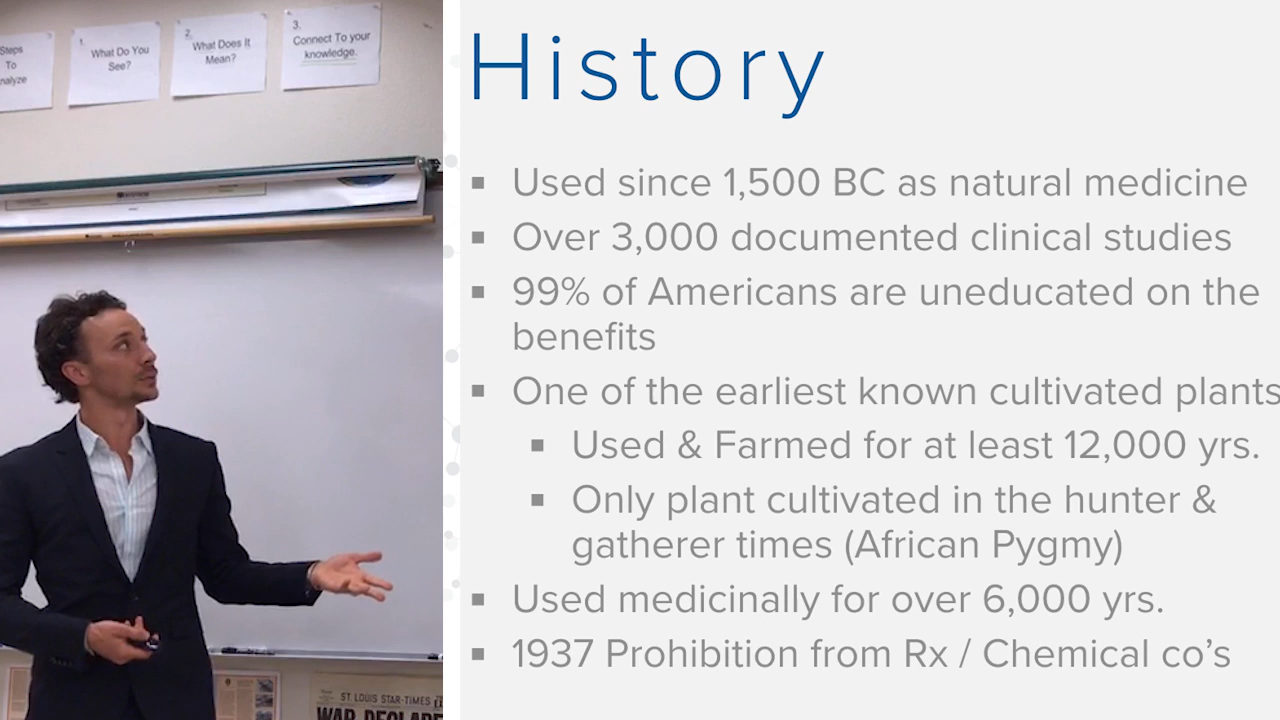 Steps
To
nalyze
1.
What Do You
See?
2.
What Does It
Mean?
3.
Connect To your
knowledge.
History
▪ Used since 1,500 BC as natural medicine
▪ Over 3,000 documented clinical studies
▪ 99% of Americans are uneducated on the
benefits
▪ One of the earliest known cultivated plants
▪ Used & Farmed for at least 12,000 yrs.
▪ Only plant cultivated in the hunter &
gatherer times (African Pygmy)
▪ Used medicinally for over 6,000 yrs.
▪ 1937 Prohibition from Rx / Chemical co's
ST. LOUIS STAR-TIMES
WAR DECLARE